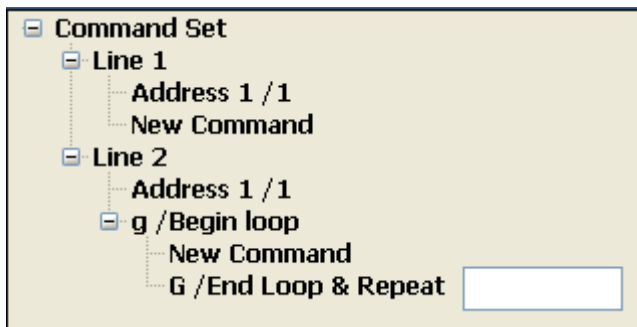 Command Set
Line 1
Address 1 /1
New Command
Line 2
Address 1 /1
g /Begin loop
New Command
G /End Loop & Repeat